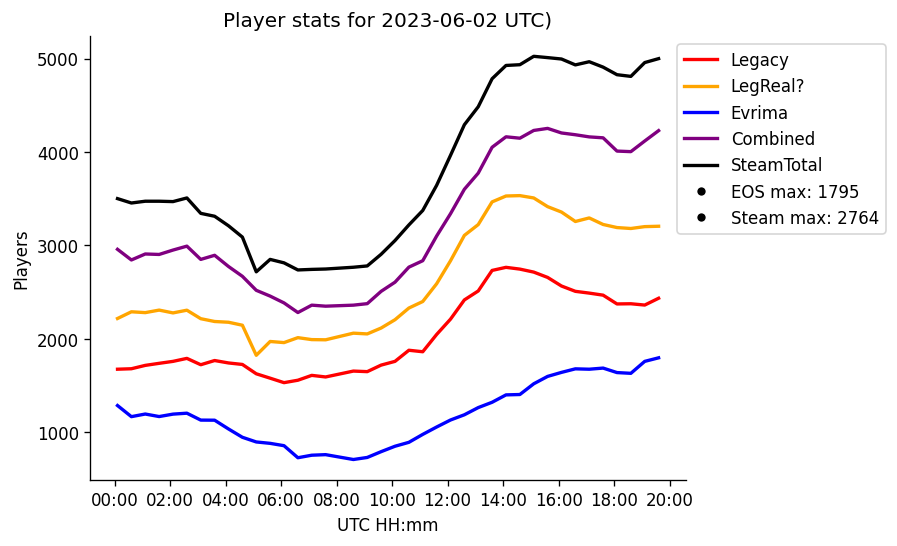 Player stats for 2023-06-02 UTC)
Legacy
LegReal?
Evrima
Combined
SteamTotal
EOS max: 1795
Steam max: 2764
Players
5000
4000
3000
2000
1000
00:00 02:00 04:00 06:00 08:00 10:00 12:00 14:00 16:00 18:00 20:00
UTC HH:mm